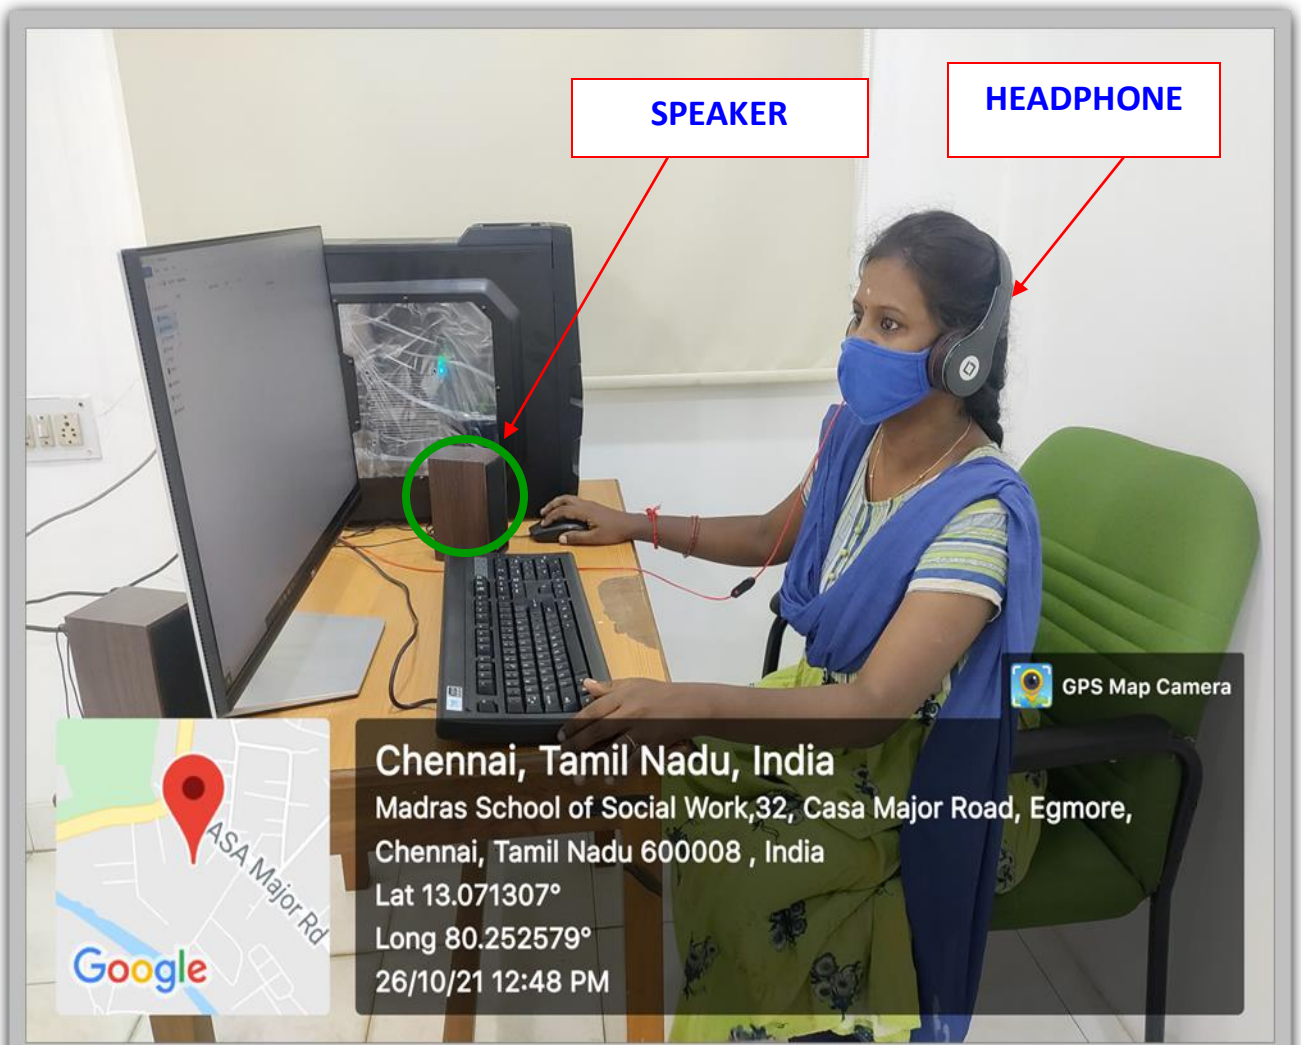 SPEAKER
HEADPHONE
GPS Map Camera
Chennai, Tamil Nadu, India
Madras School of Social Work,32, Casa Major Road, Egmore,
Chennai, Tamil Nadu 600008 , India
Lat 13.071307°
Long 80.252579°
26/10/21 12:48 PM
ASA Major Rd
Google